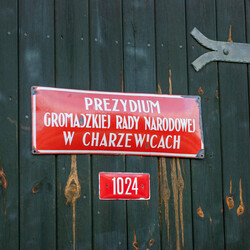 PREZYDIUM
GROMADZKIEJ RADY NARODOWEJ
W CHARZEWICACH
1024